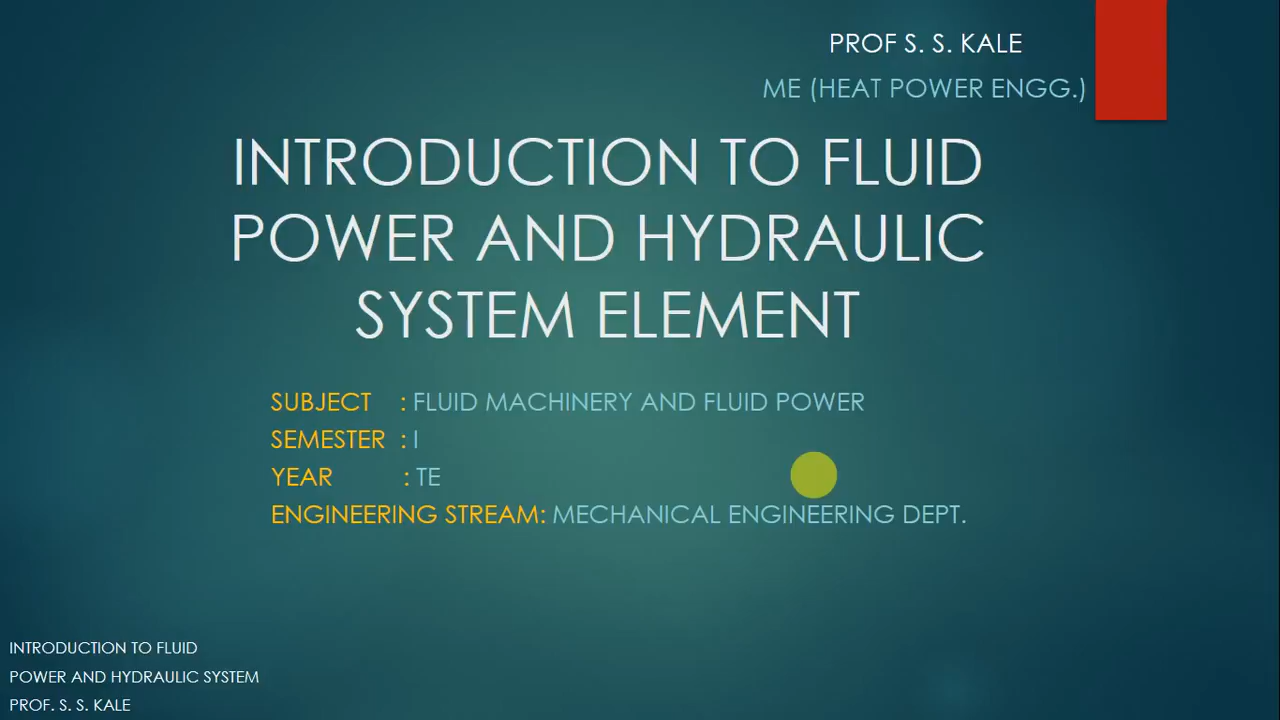 PROF S. S. KALE
ME (HEAT POWER ENGG.)
INTRODUCTION TO FLUID
POWER AND HYDRAULIC
SYSTEM ELEMENT
SUBJECT : FLUID MACHINERY AND FLUID POWER
SEMESTER : I
YEAR : TE
ENGINEERING STREAM: MECHANICAL ENGINEERING DEPT.
INTRODUCTION TO FLUID
POWER AND HYDRAULIC SYSTEM
PROF. S. S. KALE